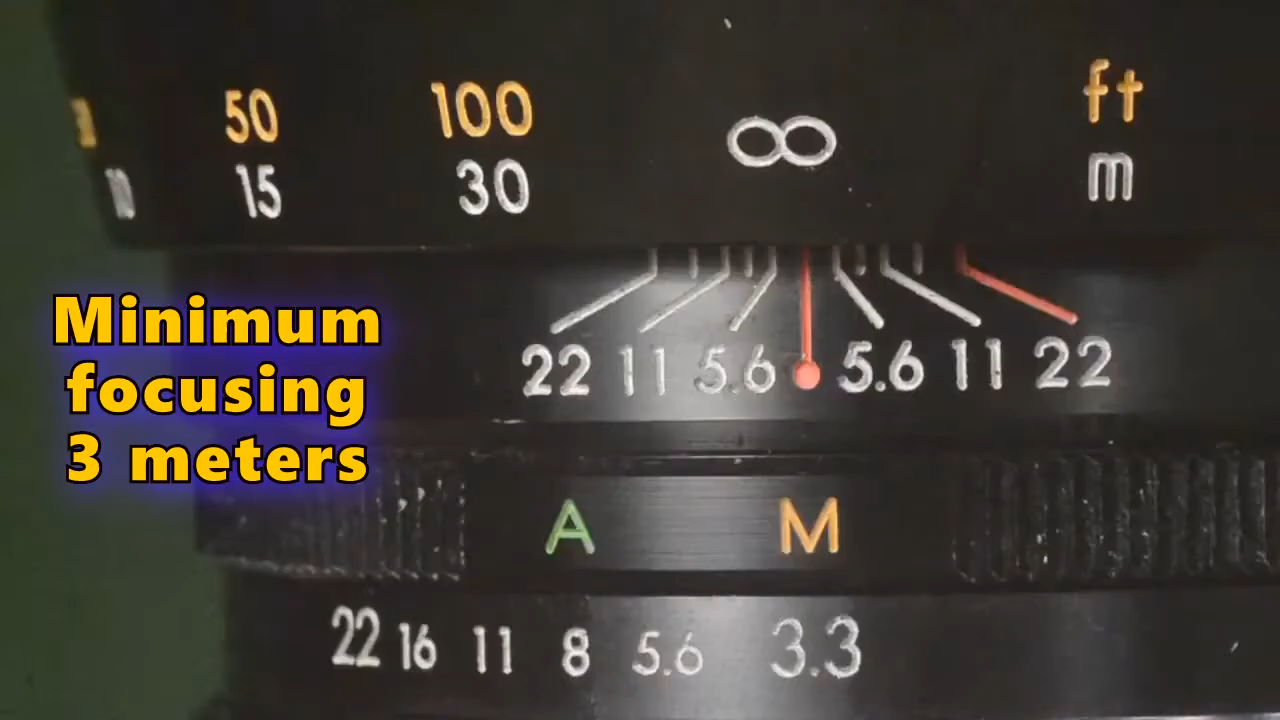 50 100 ∞ ft
10 15 30 m
22 11 5.6 5.6 11 22
Minimum
focusing
3 meters
A M
22 16 11 8 5.6 3.3